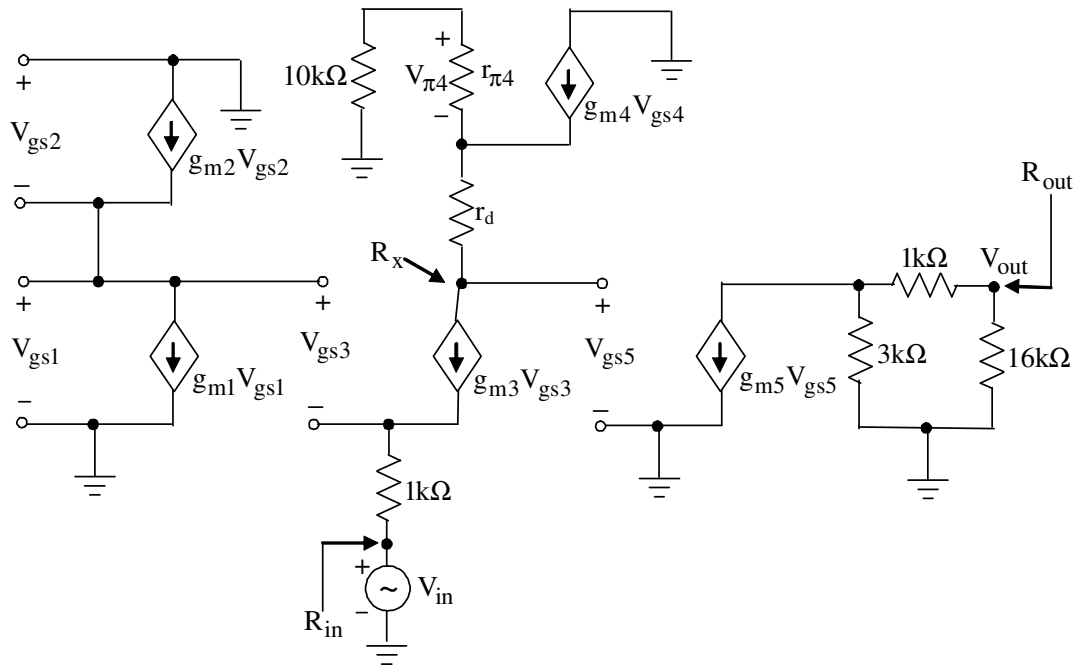 +
V_gs2
−
g_m2V_gs2
+
V_gs1
−
g_m1V_gs1
+
V_gs3
−
10kΩ
+
V_π4
−
r_π4
g_m4V_gs4
r_d
R_x
g_m3V_gs3
1kΩ
R_in
+
−
~
V_in
+
V_gs5
−
g_m5V_gs5
3kΩ
1kΩ
V_out
R_out
16kΩ